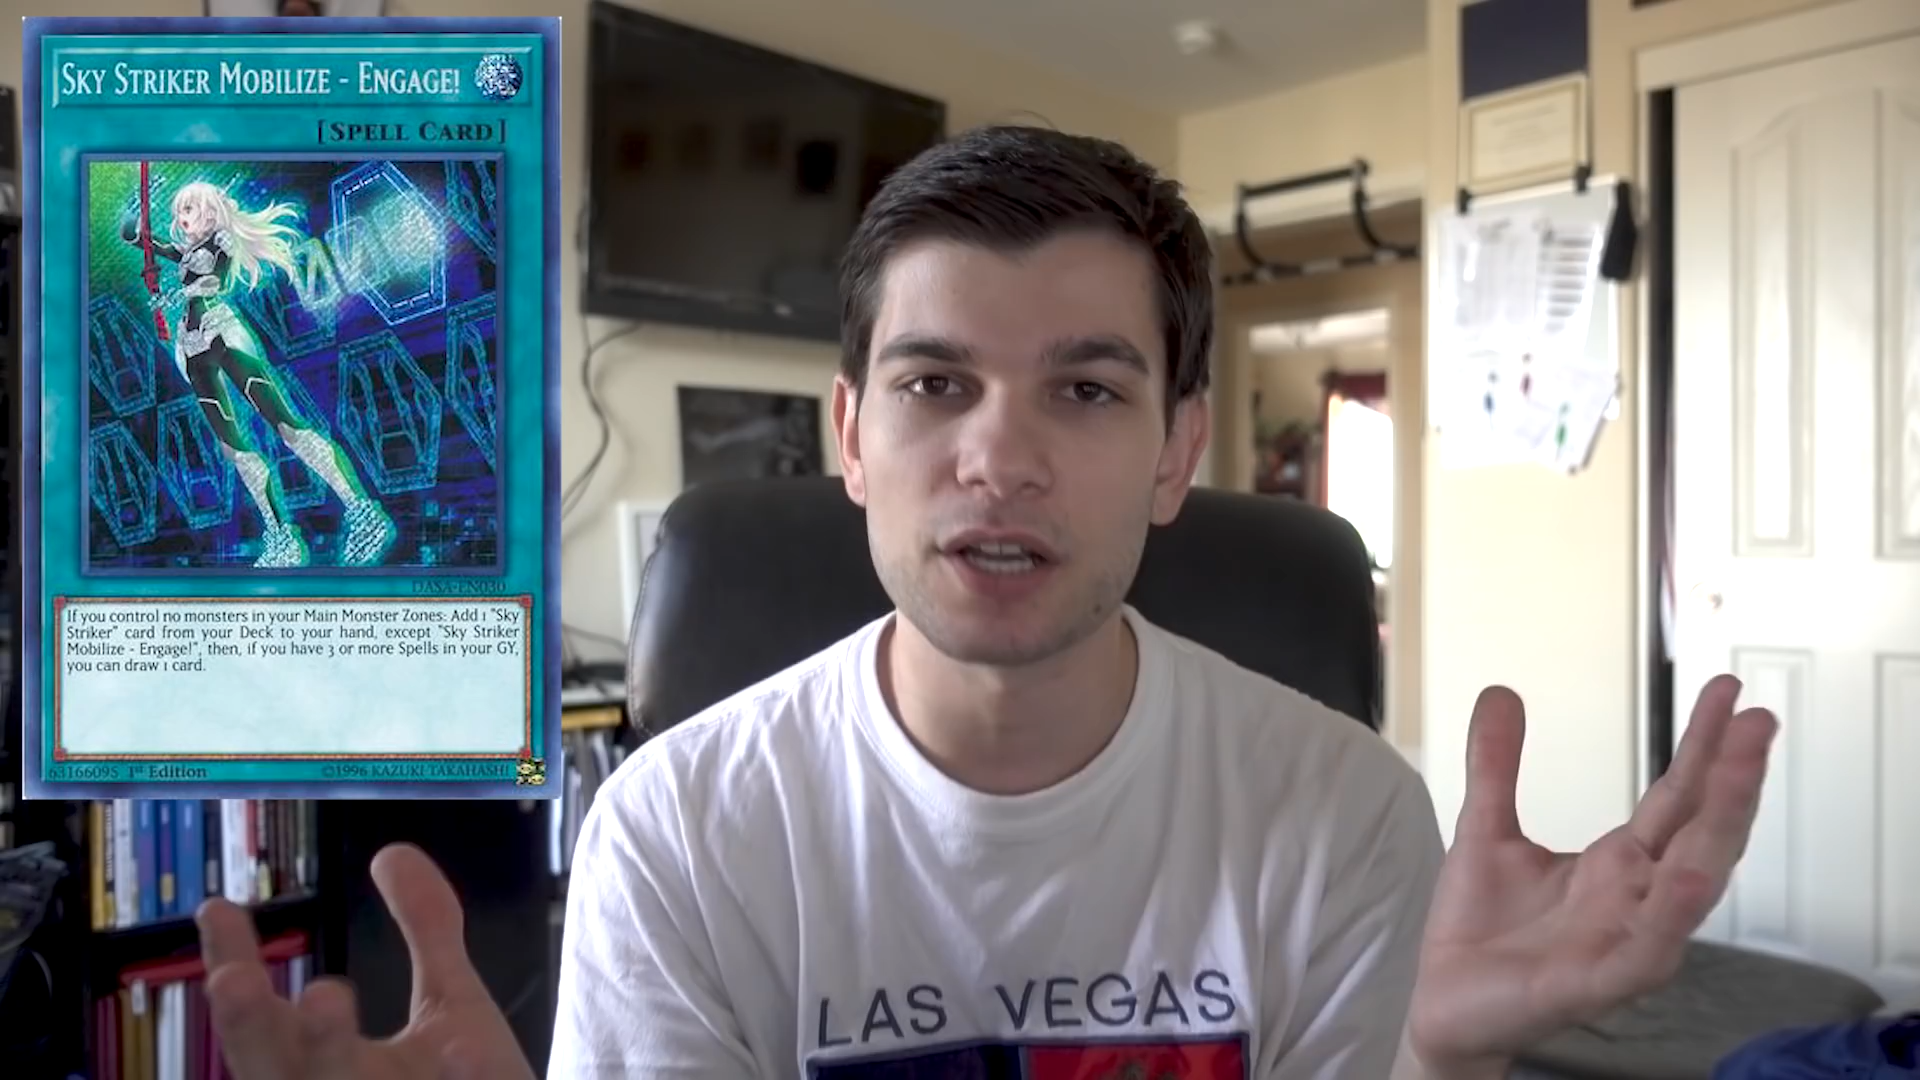 SKY STRIKER MOBILIZE - ENGAGE!
[SPELL CARD]
DASA-EN030
If you control no monsters in your Main Monster Zones: Add 1 "Sky
Striker" card from your Deck to your hand, except "Sky Striker
Mobilize - Engage!", then, if you have 3 or more Spells in your GY,
you can draw 1 card.
63166095 1st Edition ©1996 KAZUKI TAKAHASHI
LAS VEGAS